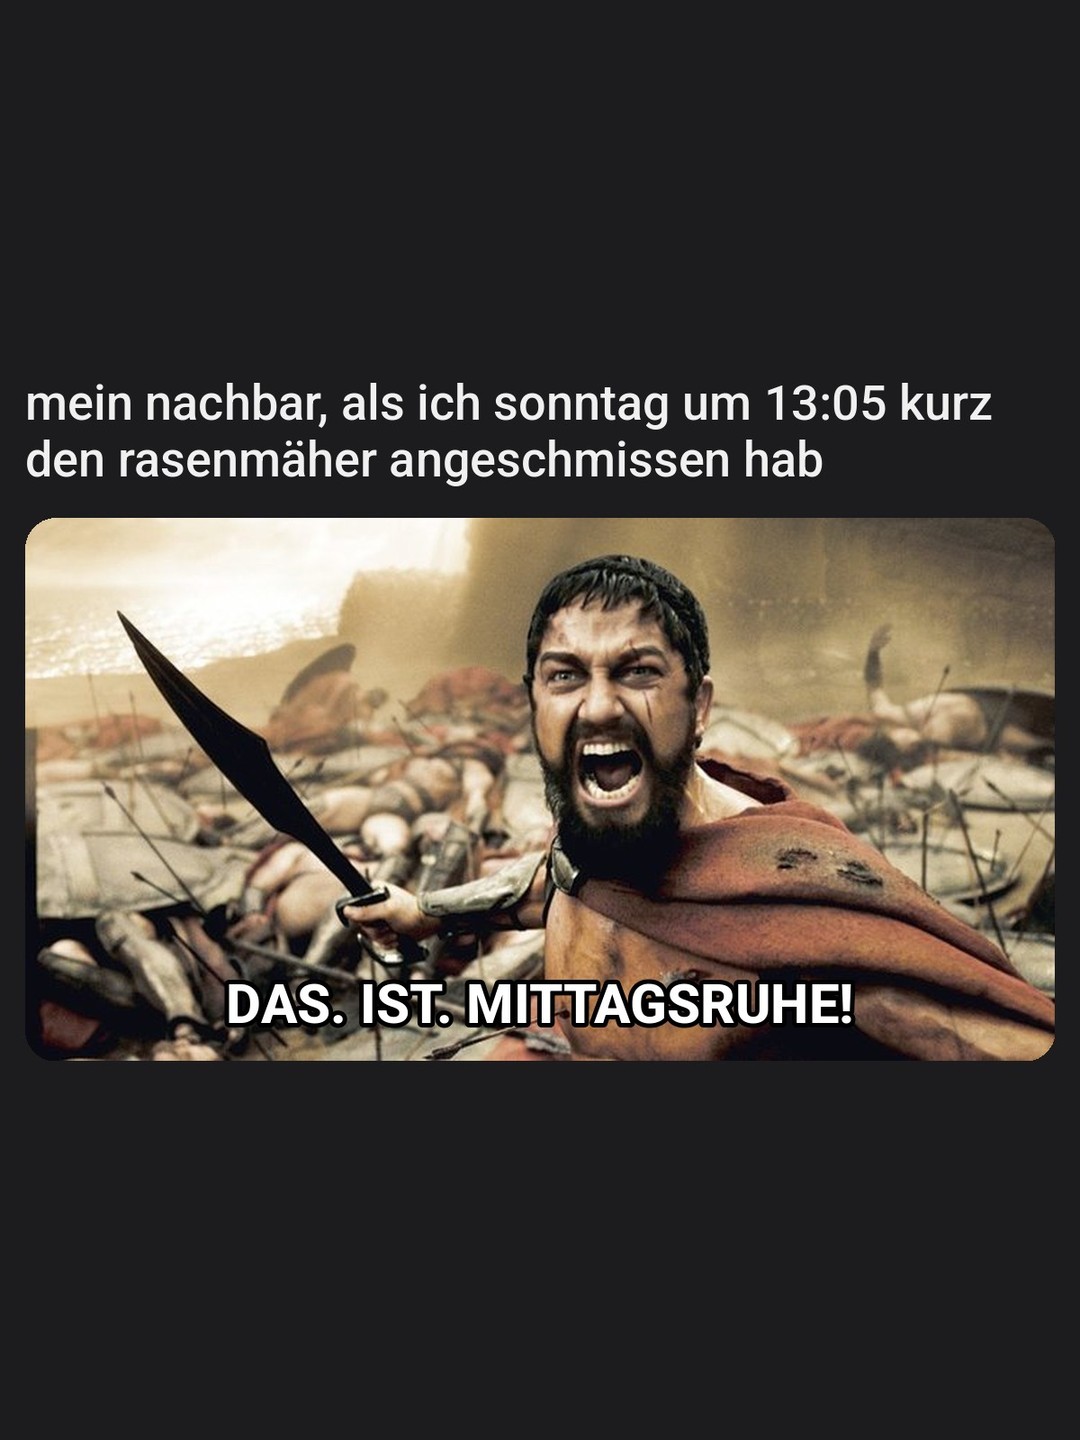 mein nachbar, als ich sonntag um 13:05 kurz
den rasenmäher angeschmissen hab
DAS. IST. MITTAGSRUHE!